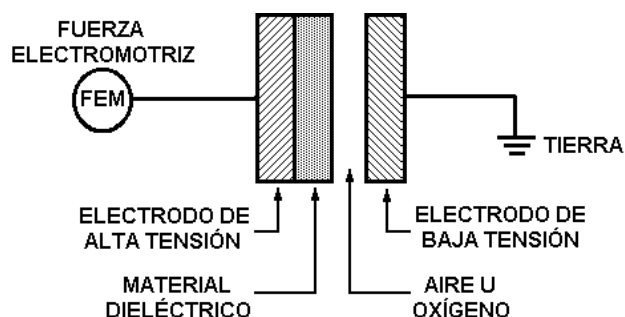 FUERZA
ELECTROMOTRIZ
FEM
TIERRA
ELECTRODO DE
ALTA TENSIÓN
ELECTRODO DE
BAJA TENSIÓN
MATERIAL
DIELÉCTRICO
AIRE U
OXÍGENO